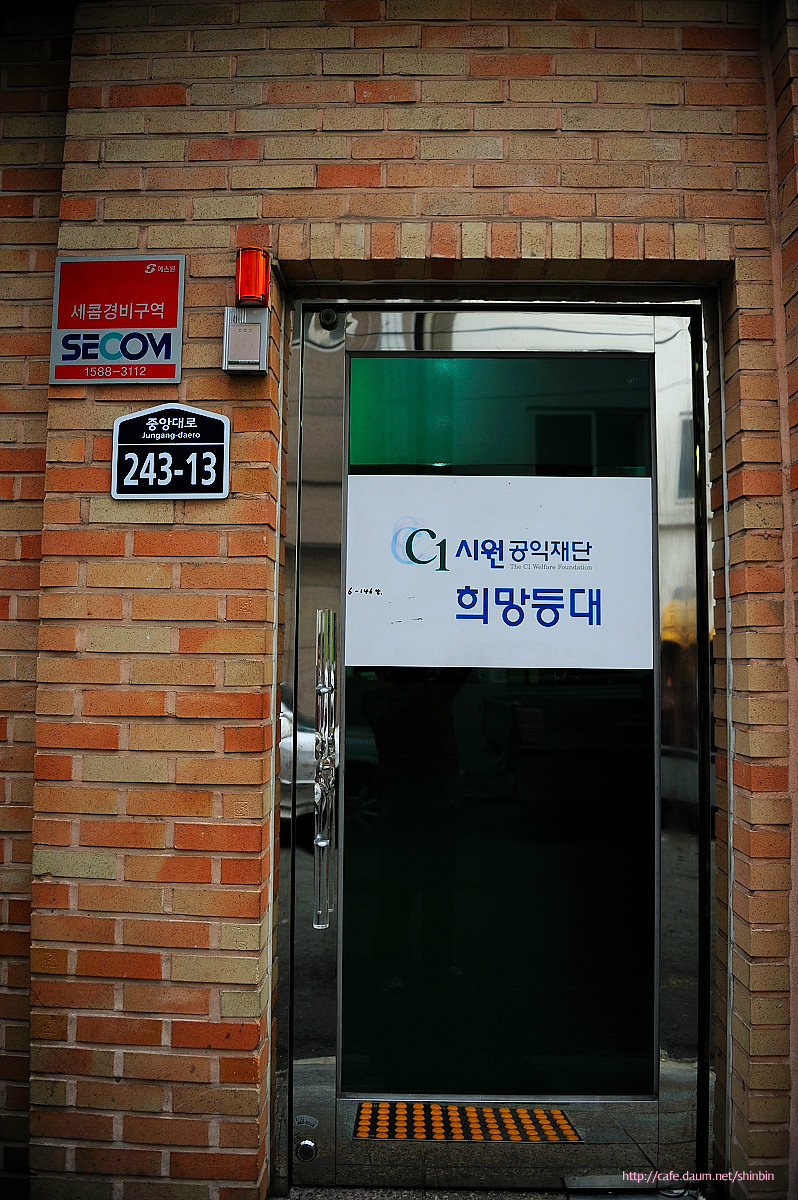 에스원
세콤경비구역
SECOM
1588-3112
중앙대로
Jungang-daero
243-13
C1 시원 공익재단
The C1 Welfare Foundation
희망등대
http://cafe.daum.net/shinbin